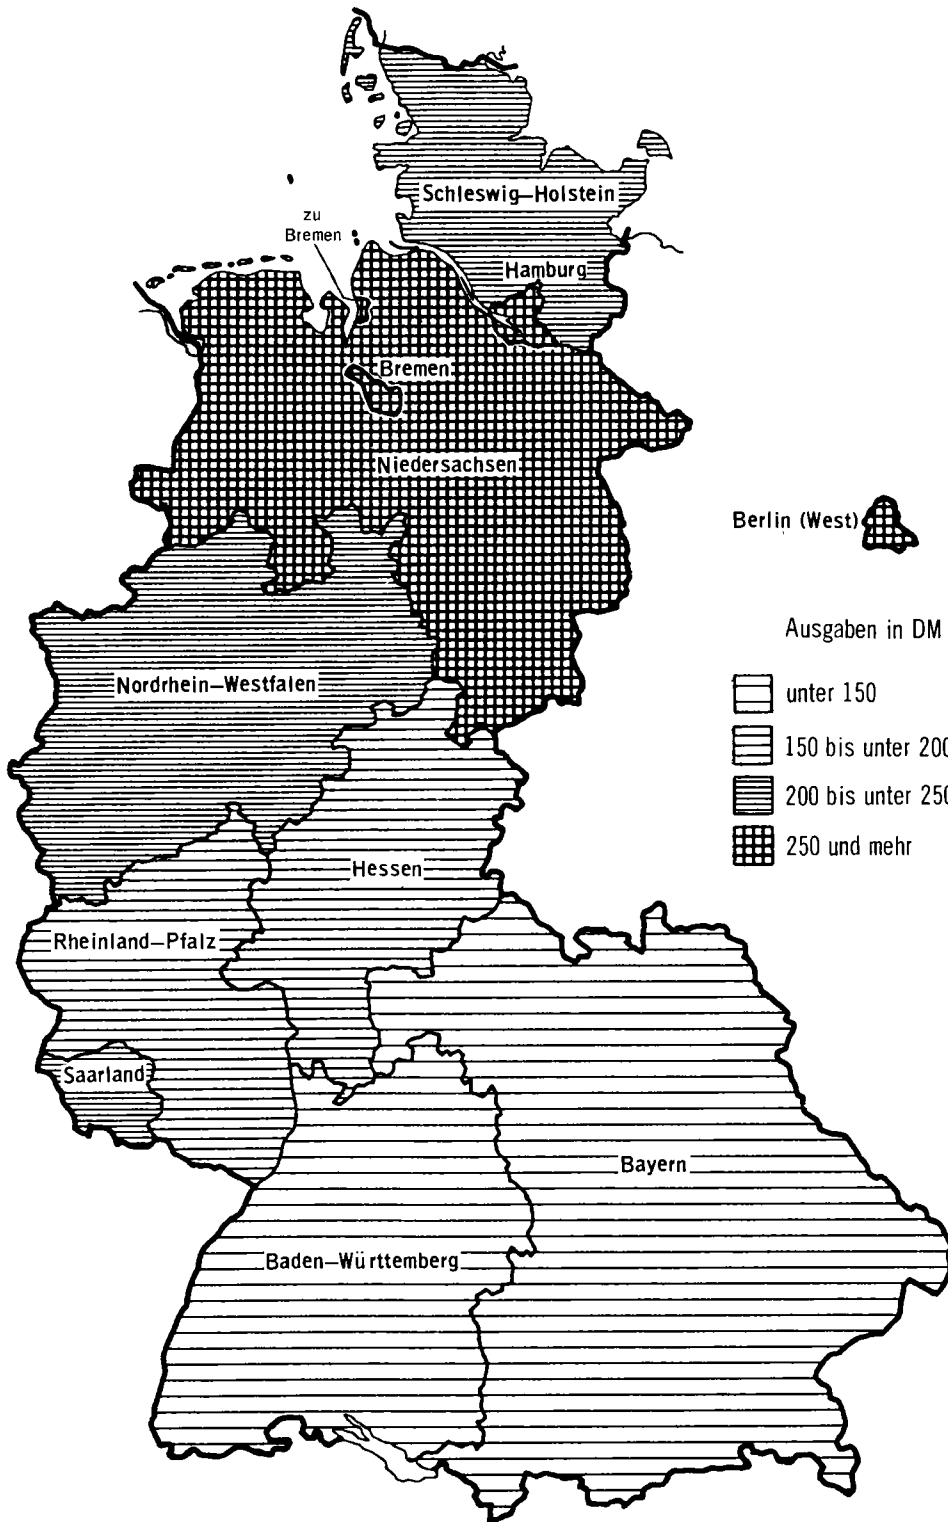 Schleswig–Holstein
zu
Bremen
Hamburg
Bremen
Niedersachsen
Berlin (West)
Ausgaben in DM
Nordrhein–Westfalen
unter 150
150 bis unter 200
200 bis unter 250
250 und mehr
Hessen
Rheinland–Pfalz
Saarland
Bayern
Baden–Württemberg